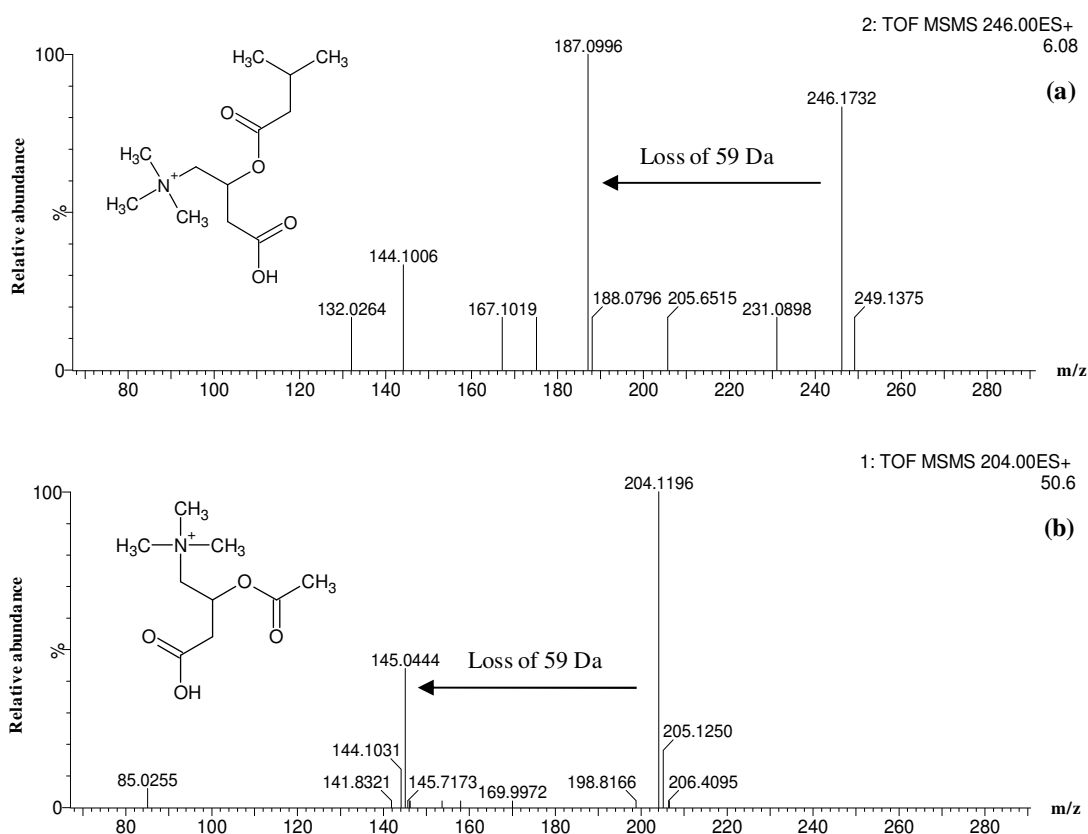 2: TOF MSMS 246.00ES+
6.08
(a)
100
187.0996
246.1732
Loss of 59 Da
144.1006
132.0264
167.1019
188.0796
205.6515
231.0898
249.1375
Relative abundance
%
0
80 100 120 140 160 180 200 220 240 260 280 m/z
H3C CH3
O
O
H3C
N+
H3C CH3
O
OH
1: TOF MSMS 204.00ES+
50.6
(b)
100
204.1196
Loss of 59 Da
145.0444
144.1031
205.1250
85.0255
141.8321
145.7173
169.9972
198.8166
206.4095
Relative abundance
%
0
80 100 120 140 160 180 200 220 240 260 280 m/z
CH3
H3C N+ CH3
O CH3
O O
OH